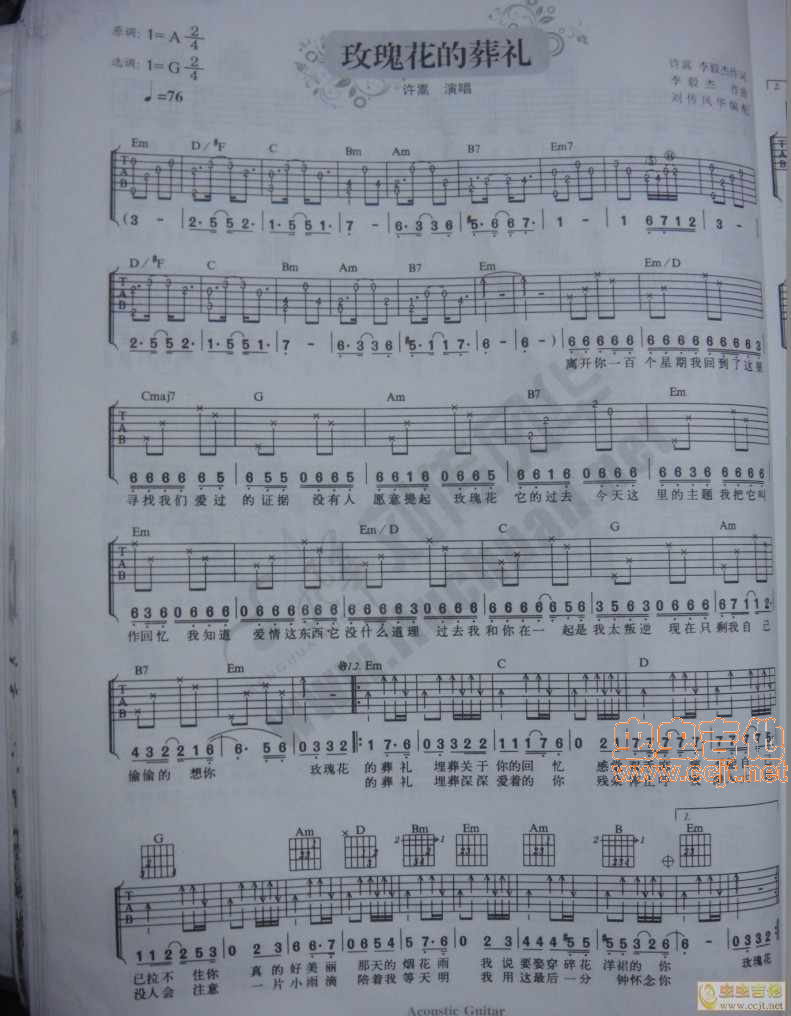 原调: 1=A 2/4
玫瑰花的葬礼
选调: 1=G 2/4
许嵩 演唱
许嵩 李毅杰作词
李毅杰 作曲
刘传风华编配
♩=76
2.
Em D/#F C Bm Am B7 Em7
T A B
(3 - 2· 5 5 2· 1· 5 5 1· 7 - 6· 3 3 6 #5· 6 6 7· 1 - 1 6 7 1 2 3 -
D/#F C Bm Am B7 Em Em/D
T A B
2· 5 5 2· 1· 5 5 1· 7 - 6· 3 3 6 #5· 1 1 7· 6 - 6 -) 6 6 6 6 6 6 6 6 6 6 6 6 6 6 6 3
离开你一百 个星期我回到了这里
Cmaj7 G Am B7 Em
T A B
6 6 6 6 6 5 6 5 5 0 6 6 5 6 6 1 6 0 6 6 5 6 6 1 6 0 6 6 6 6 6 3 6 6 6 6 6
寻找我们 爱过 的证据 没有人 愿意提起 玫瑰花 它的过去 今天这 里的主题 我把它叫
Em Em/D C G Am
T A B
6 3 6 0 6 6 6 6 6 6 6 6 6 0 6 6 6 6 0 6 6 6 6 6 6 5 6 3 5 6 3 0 6 6 6 6 7 1 1 2·
作回忆 我知道 爱情这东西它 没什么道理 过去我和你在一 起是我太叛逆 现在只剩我自己
B7 Em 1.2. Em C D
T A B
4 3 2 2 1 6 6· 5 6 0 3 3 2 1 7 6· 0 3 3 2 2 1 1 1 7 6 0
偷偷的 想你 玫瑰花 的葬礼 埋葬关于你的回忆
的葬礼 埋葬深深爱着的你
虫虫吉他
www.ccjt.net
1.
G Am D Bm Em Am B Em
T A B
1 1 2 2 5 3 0 2 3 6 6· 7 0 6 5 4 5 7· 6 0 2 3 4 4 #5 5 #5 5 0 6 6 - 0 3 3 2
已拉不 住你 真的好美丽 那天的烟花雨 我说要娶穿碎花 洋裙的你 玫瑰花
没人会 注意 一片小雨滴 陪着我等天明 我用这最后一分 钟怀念你
Acoustic Guitar
虫虫吉他
www.ccjt.net